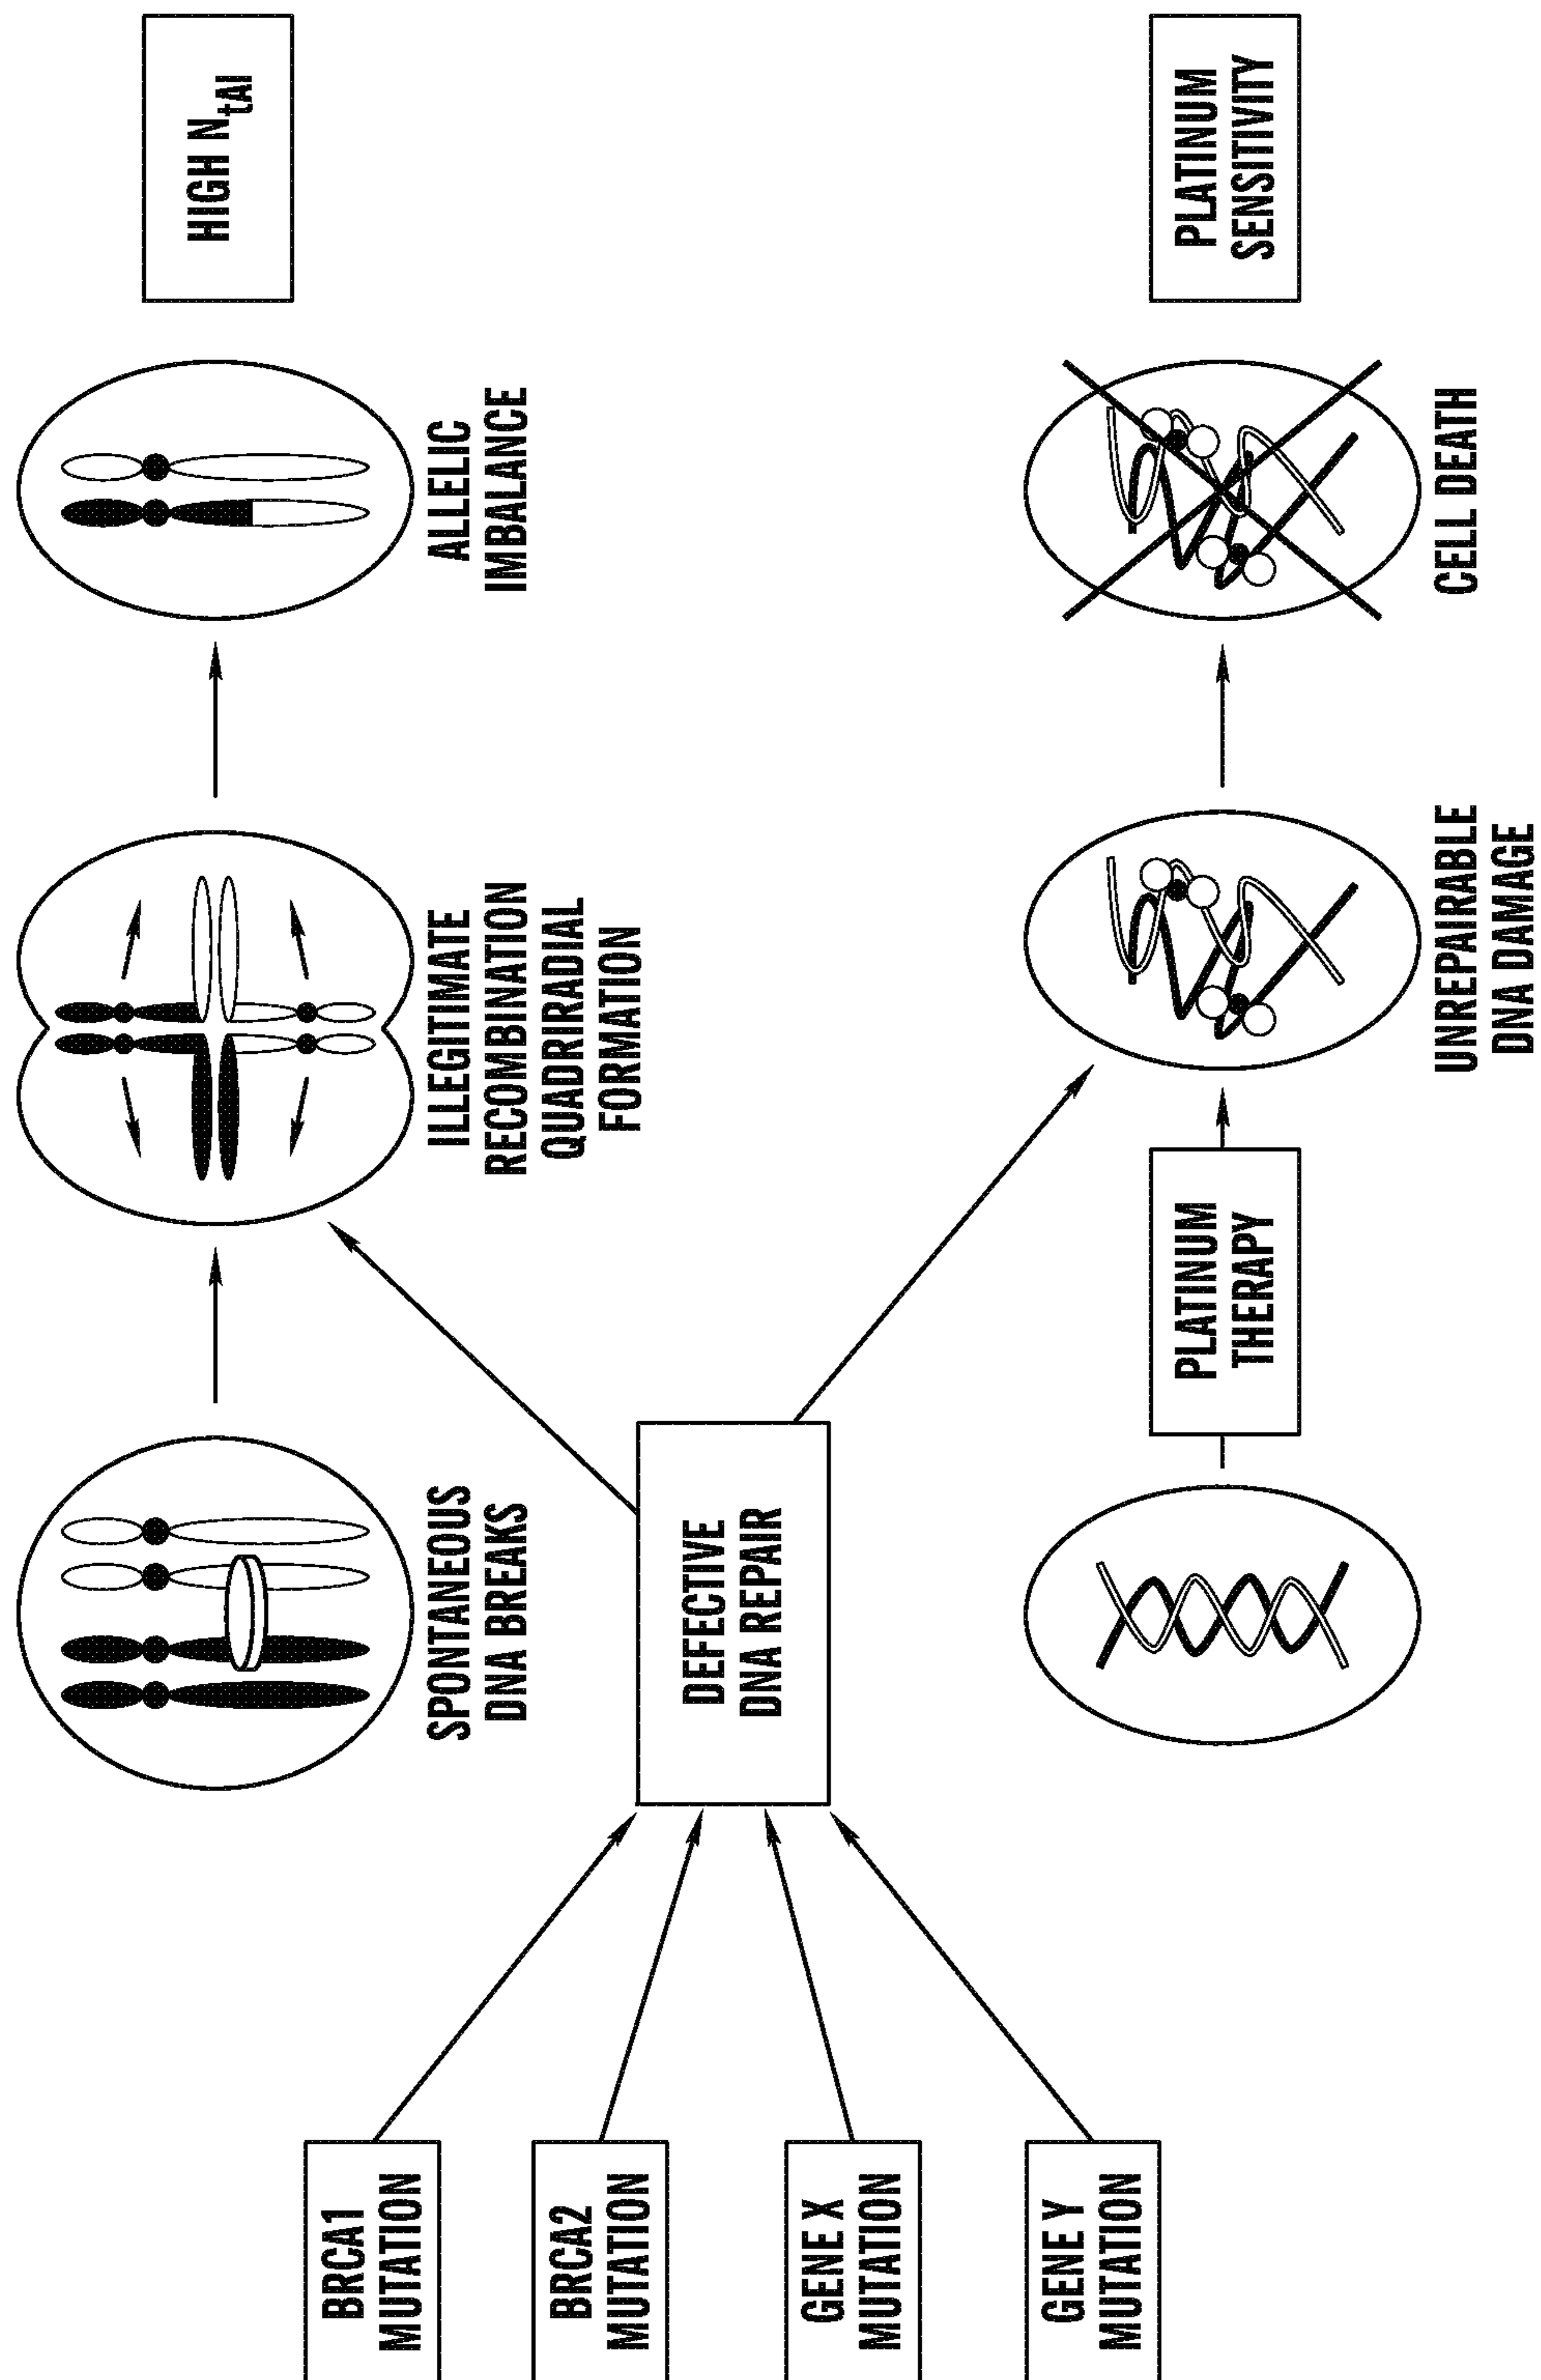 BRCA1
MUTATION
BRCA2
MUTATION
GENE X
MUTATION
GENE Y
MUTATION
DEFECTIVE
DNA REPAIR
SPONTANEOUS
DNA BREAKS
ILLEGITIMATE
RECOMBINATION
QUADRIRADIAL
FORMATION
ALLELIC
IMBALANCE
HIGH NtAI
PLATINUM
THERAPY
UNREPAIRABLE
DNA DAMAGE
CELL DEATH
PLATINUM
SENSITIVITY